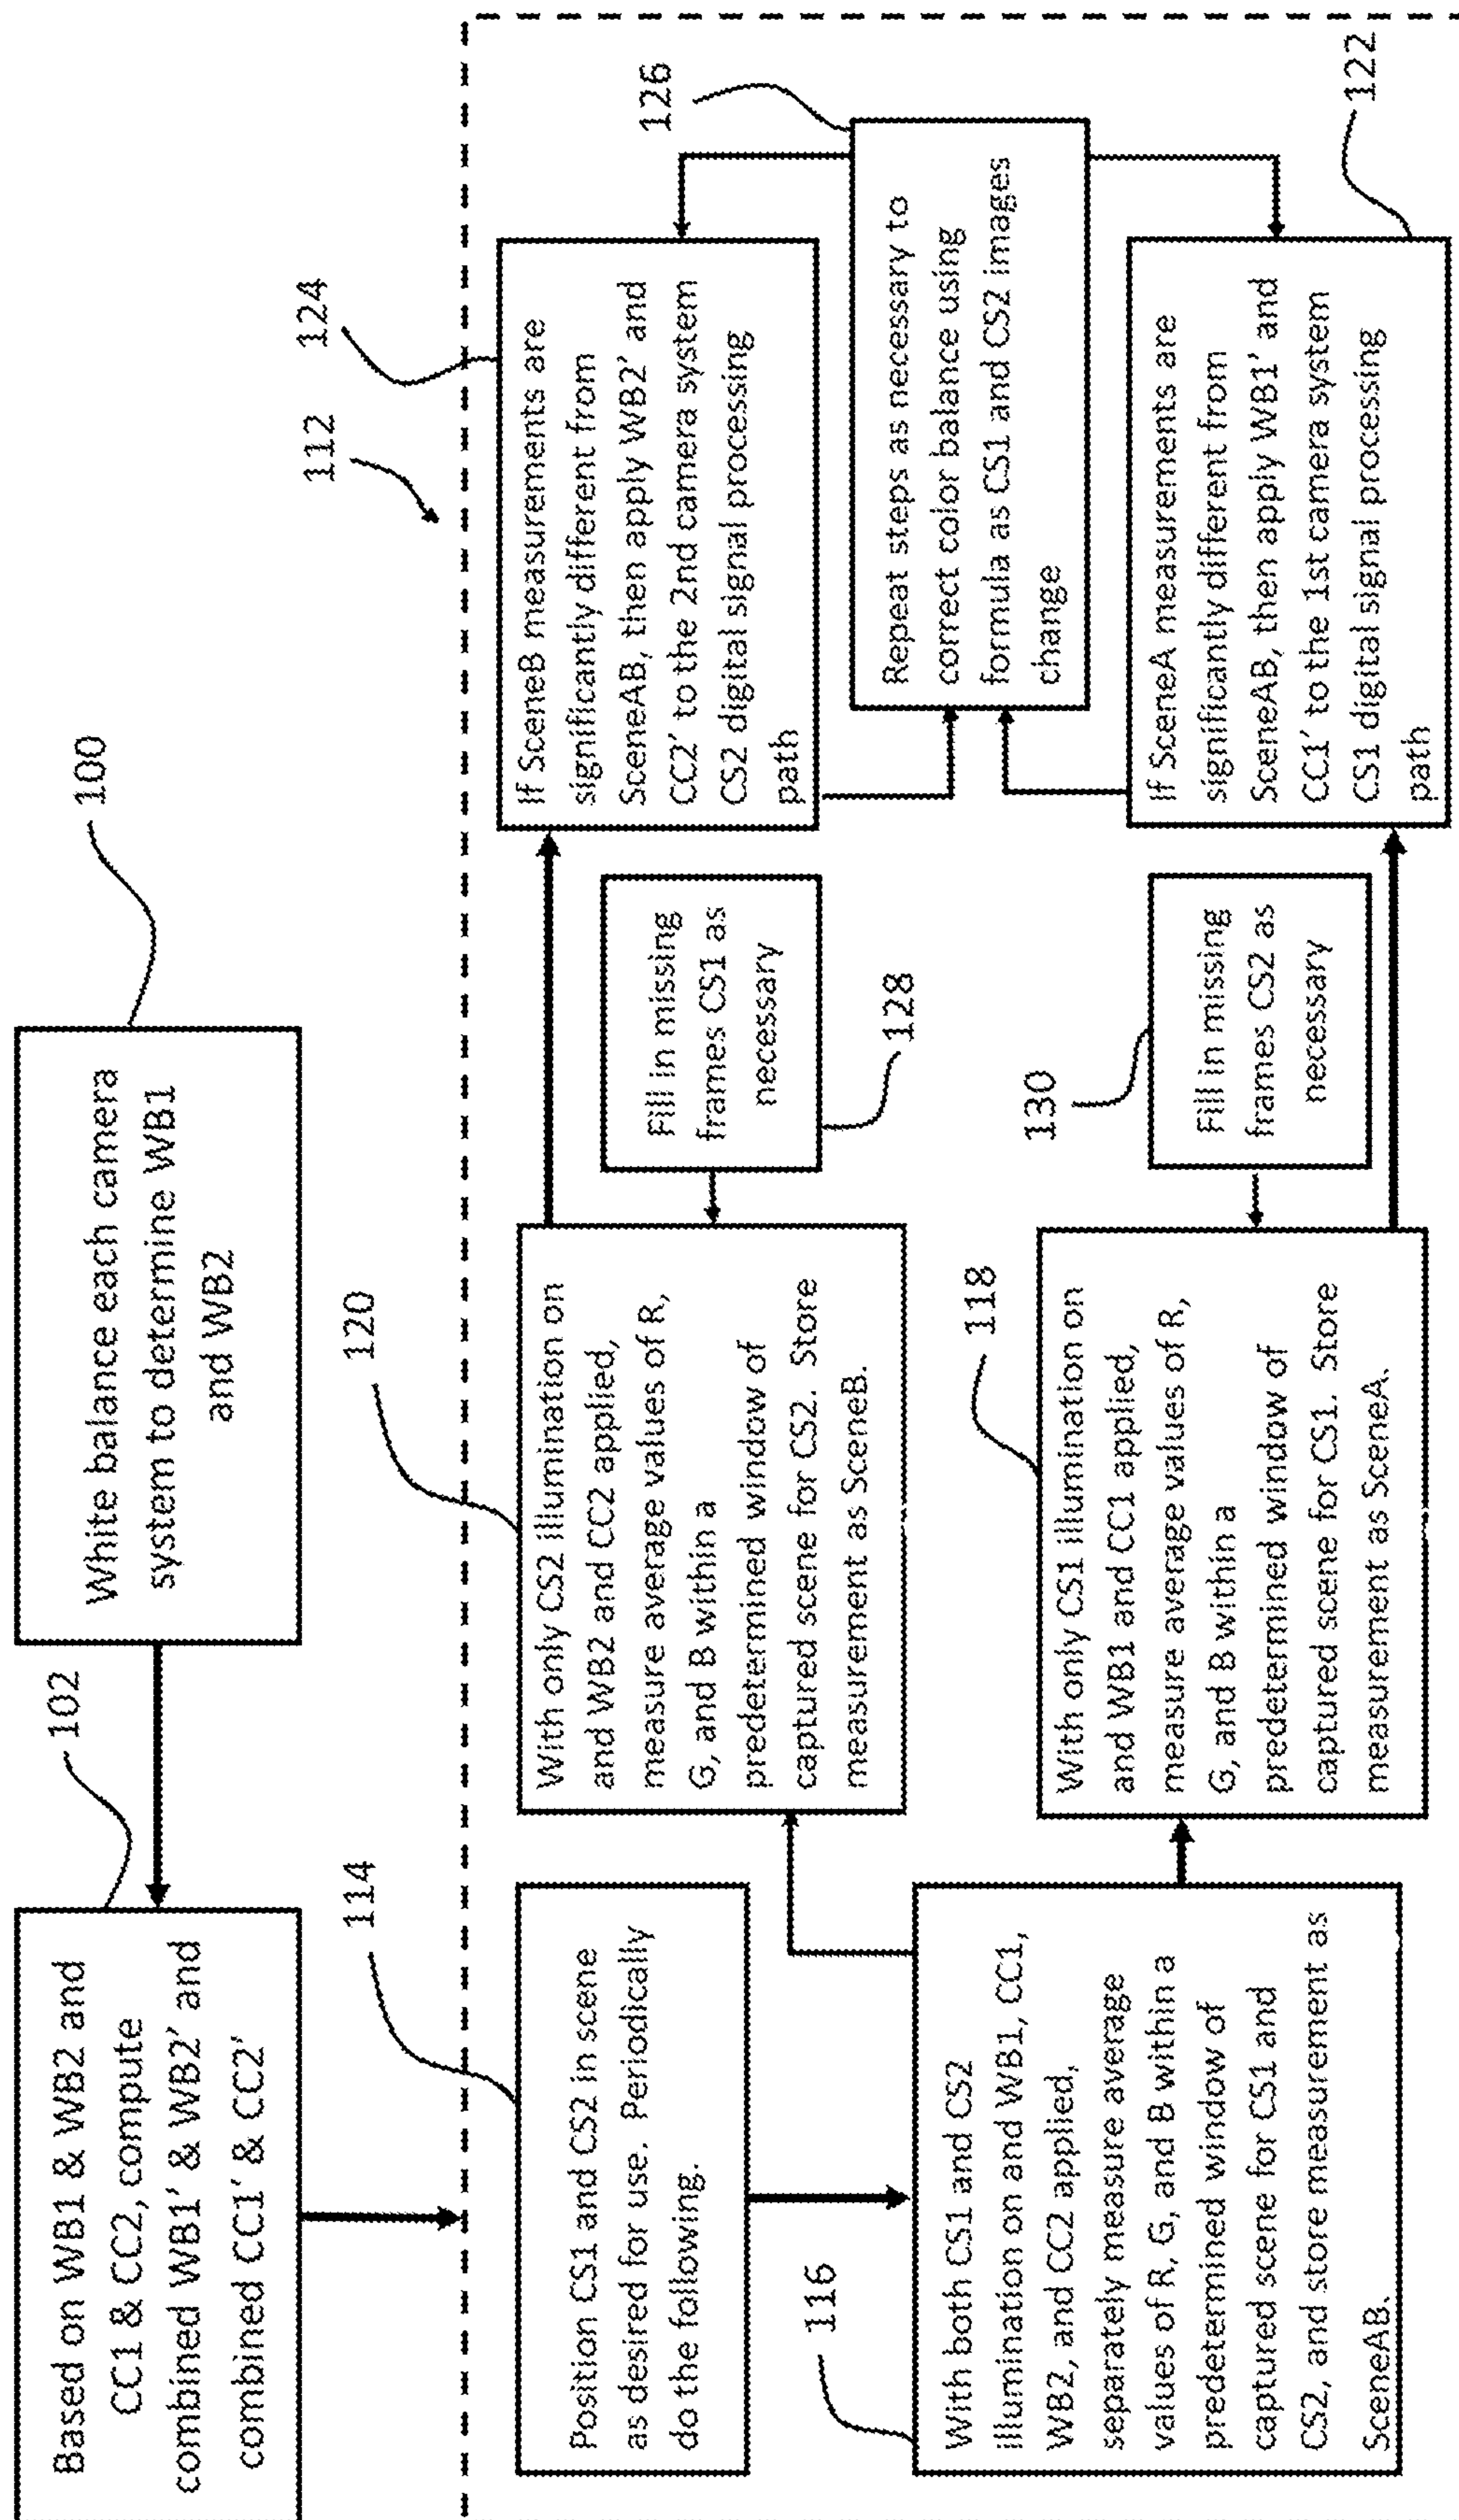 100
White balance each camera
system to determine WB1
and WB2
102
Based on WB1 & WB2 and
CC1 & CC2, compute
combined WB1' & WB2' and
combined CC1' & CC2'
112
114
Position CS1 and CS2 in scene
as desired for use. Periodically
do the following.
116
With both CS1 and CS2
illumination on and WB1, CC1,
WB2, and CC2 applied,
separately measure average
values of R, G, and B within a
predetermined window of
captured scene for CS1 and
CS2, and store measurement as
SceneAB.
120
With only CS2 illumination on
and WB2 and CC2 applied,
measure average values of R,
G, and B within a
predetermined window of
captured scene for CS2. Store
measurement as SceneB.
118
With only CS1 illumination on
and WB1 and CC1 applied,
measure average values of R,
G, and B within a
predetermined window of
captured scene for CS1. Store
measurement as SceneA.
Fill in missing
frames CS1 as
necessary
128
130
Fill in missing
frames CS2 as
necessary
124
If SceneB measurements are
significantly different from
SceneAB, then apply WB2' and
CC2' to the 2nd camera system
CS2 digital signal processing
path
126
Repeat steps as necessary to
correct color balance using
formula as CS1 and CS2 images
change
122
If SceneA measurements are
significantly different from
SceneAB, then apply WB1' and
CC1' to the 1st camera system
CS1 digital signal processing
path